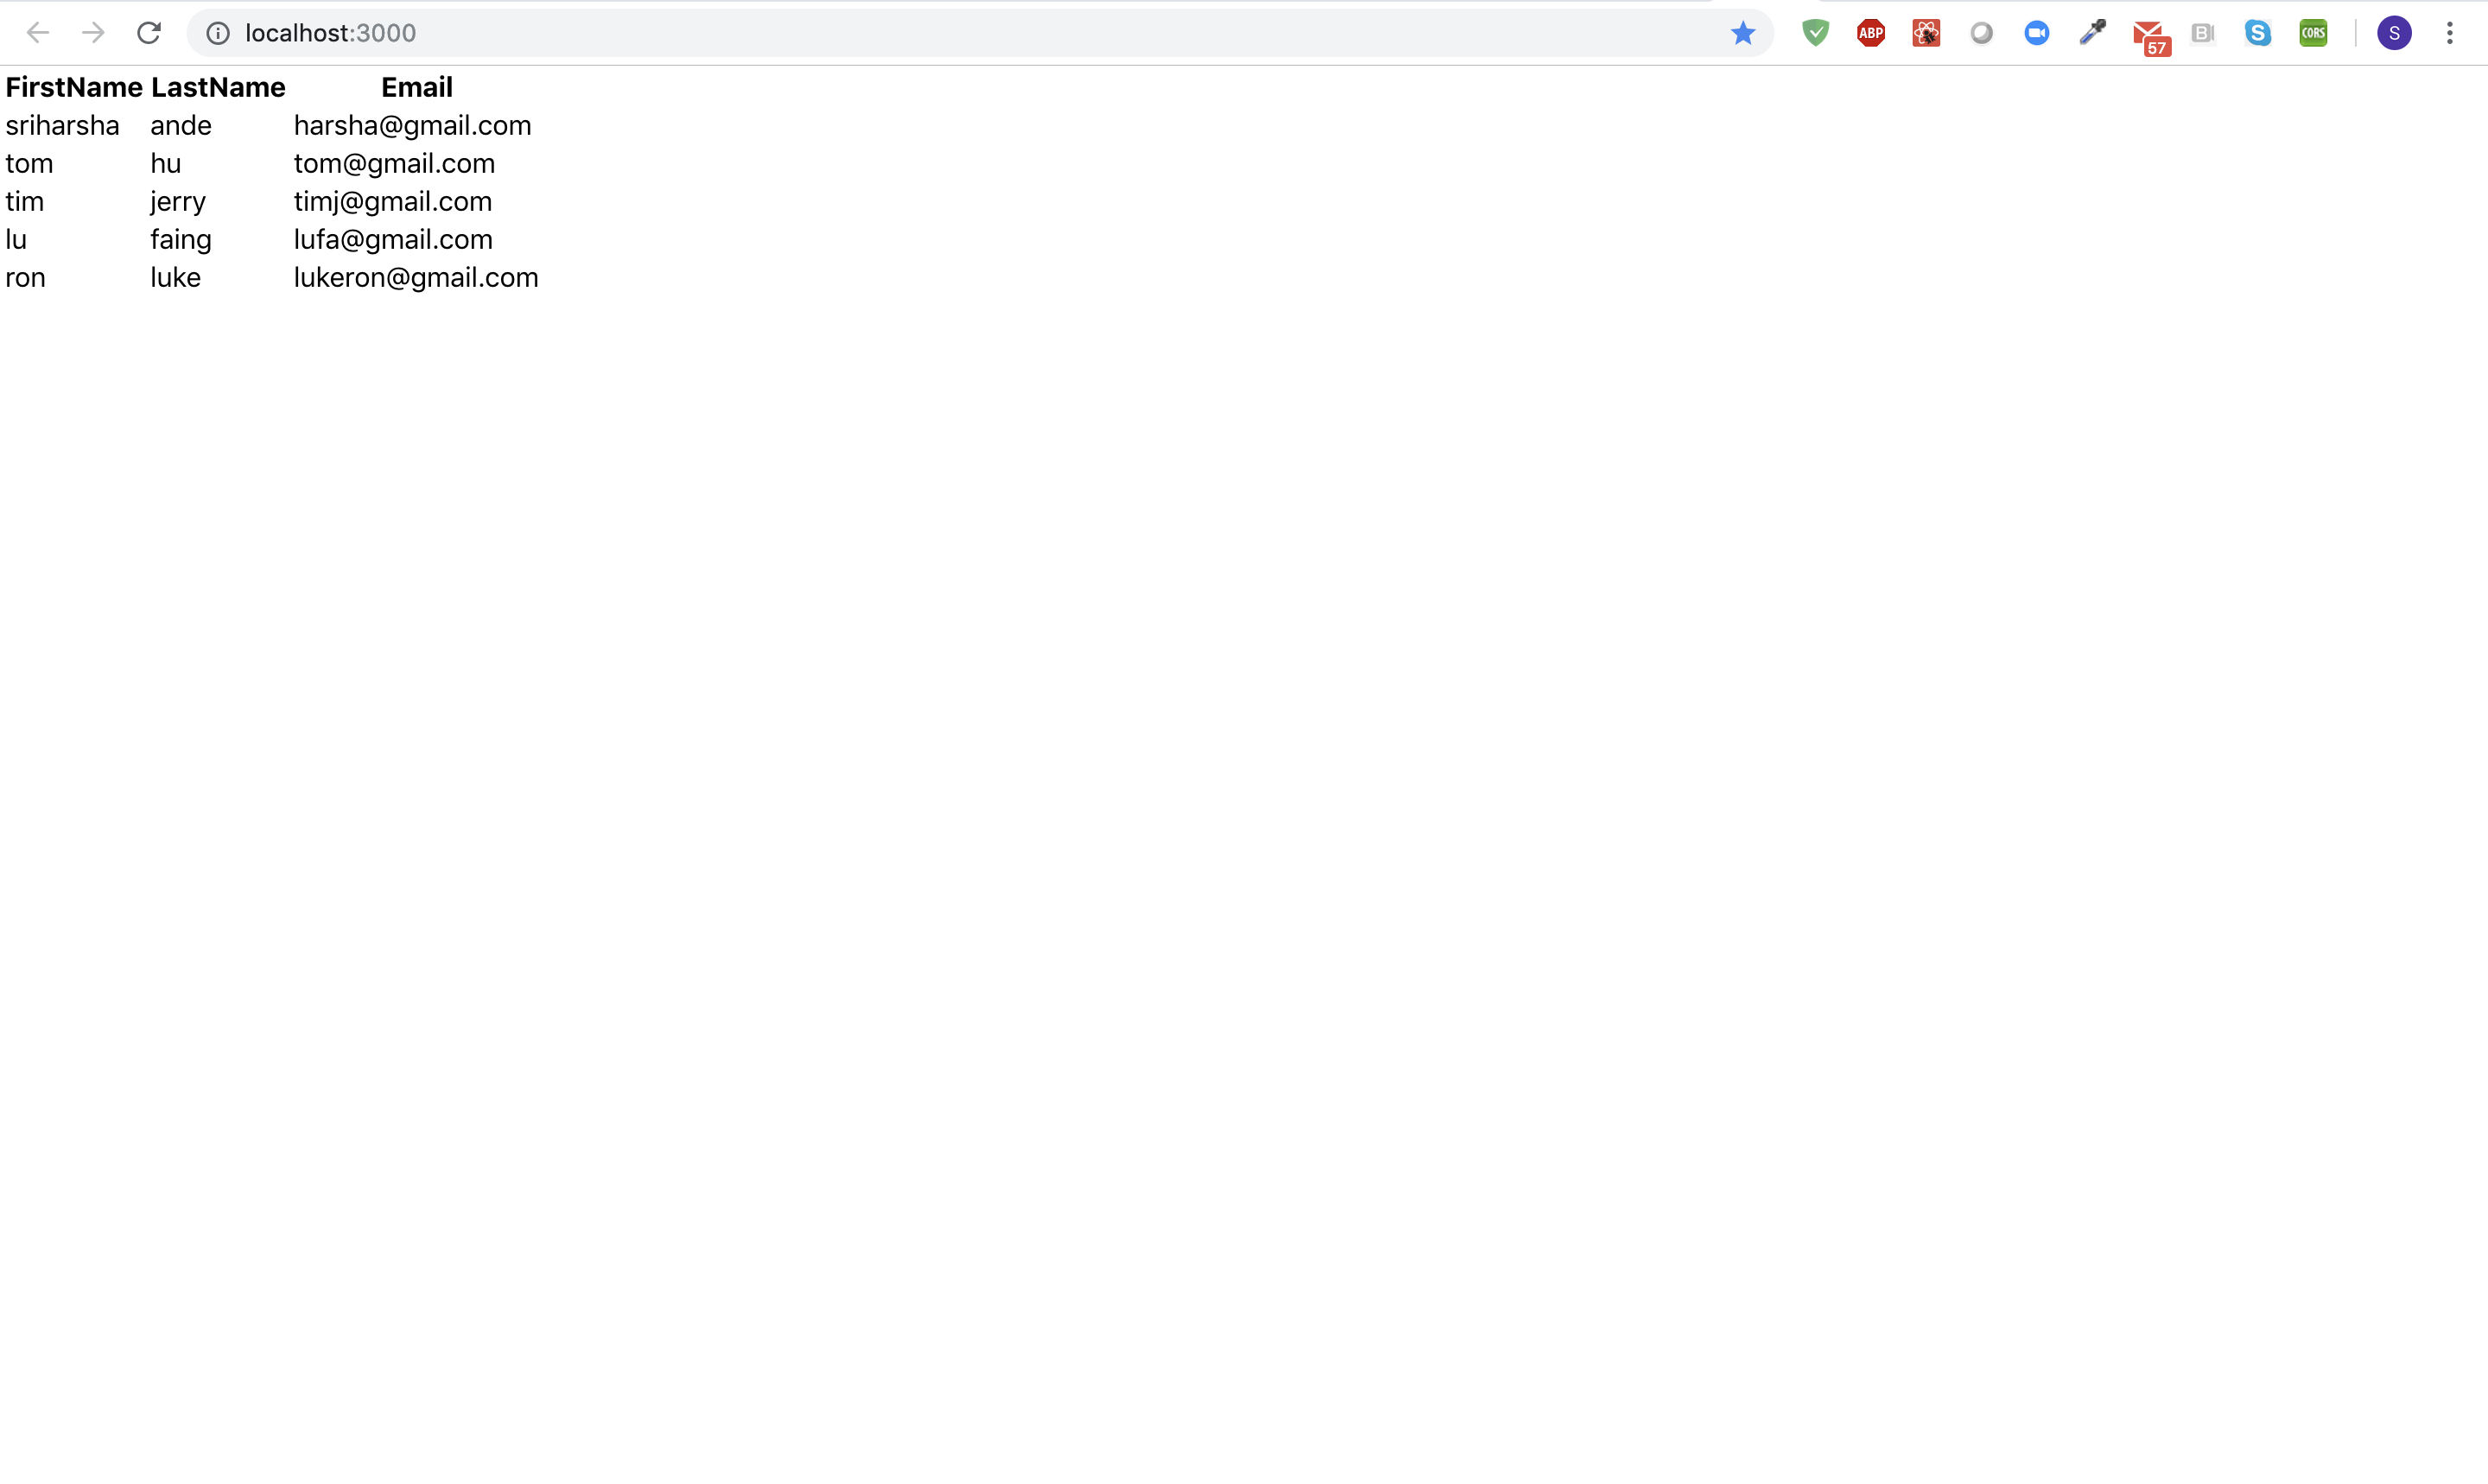 localhost:3000
ABP
57
B
S
CORS
S
FirstName LastName Email
sriharsha ande harsha@gmail.com
tom hu tom@gmail.com
tim jerry timj@gmail.com
lu faing lufa@gmail.com
ron luke lukeron@gmail.com